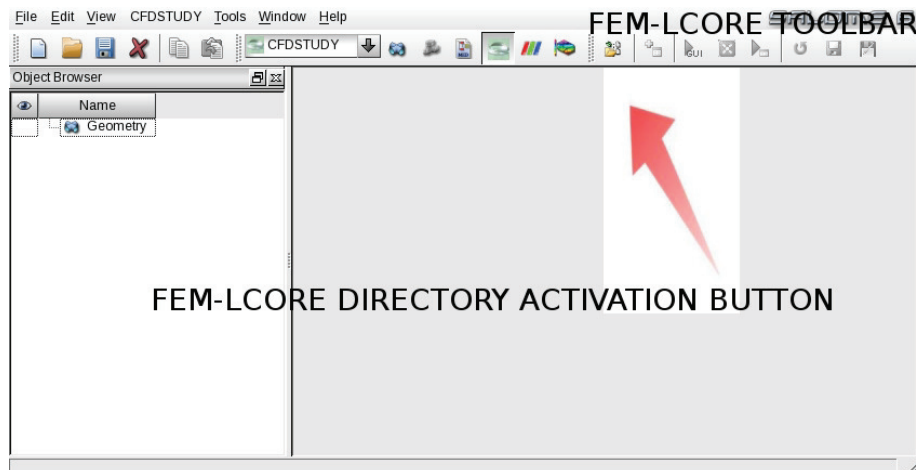 File Edit View CFDSTUDY Tools Window Help
FEM-LCORE TOOLBAR
CFDSTUDY
GUI
Object Browser
Name
Geometry
FEM-LCORE DIRECTORY ACTIVATION BUTTON